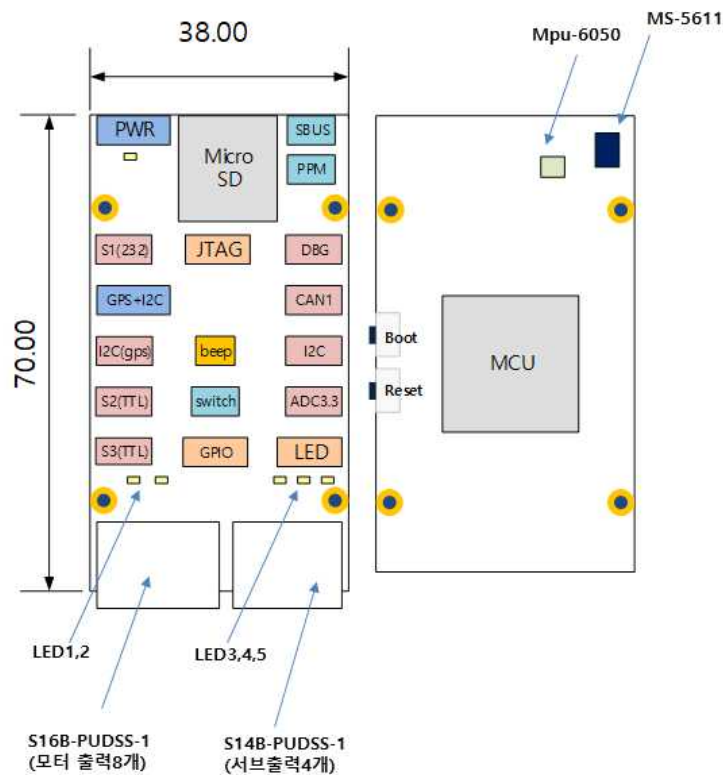 38.00
Mpu-6050
MS-5611
70.00
PWR
Micro
SD
SBUS
PPM
S1(232)
JTAG
DBG
GPS+I2C
CAN1
I2C(gps)
beep
I2C
S2(TTL)
switch
ADC3.3
S3(TTL)
GPIO
LED
Boot
Reset
MCU
LED1,2
LED3,4,5
S16B-PUDSS-1
(모터 출력8개)
S14B-PUDSS-1
(서브출력4개)